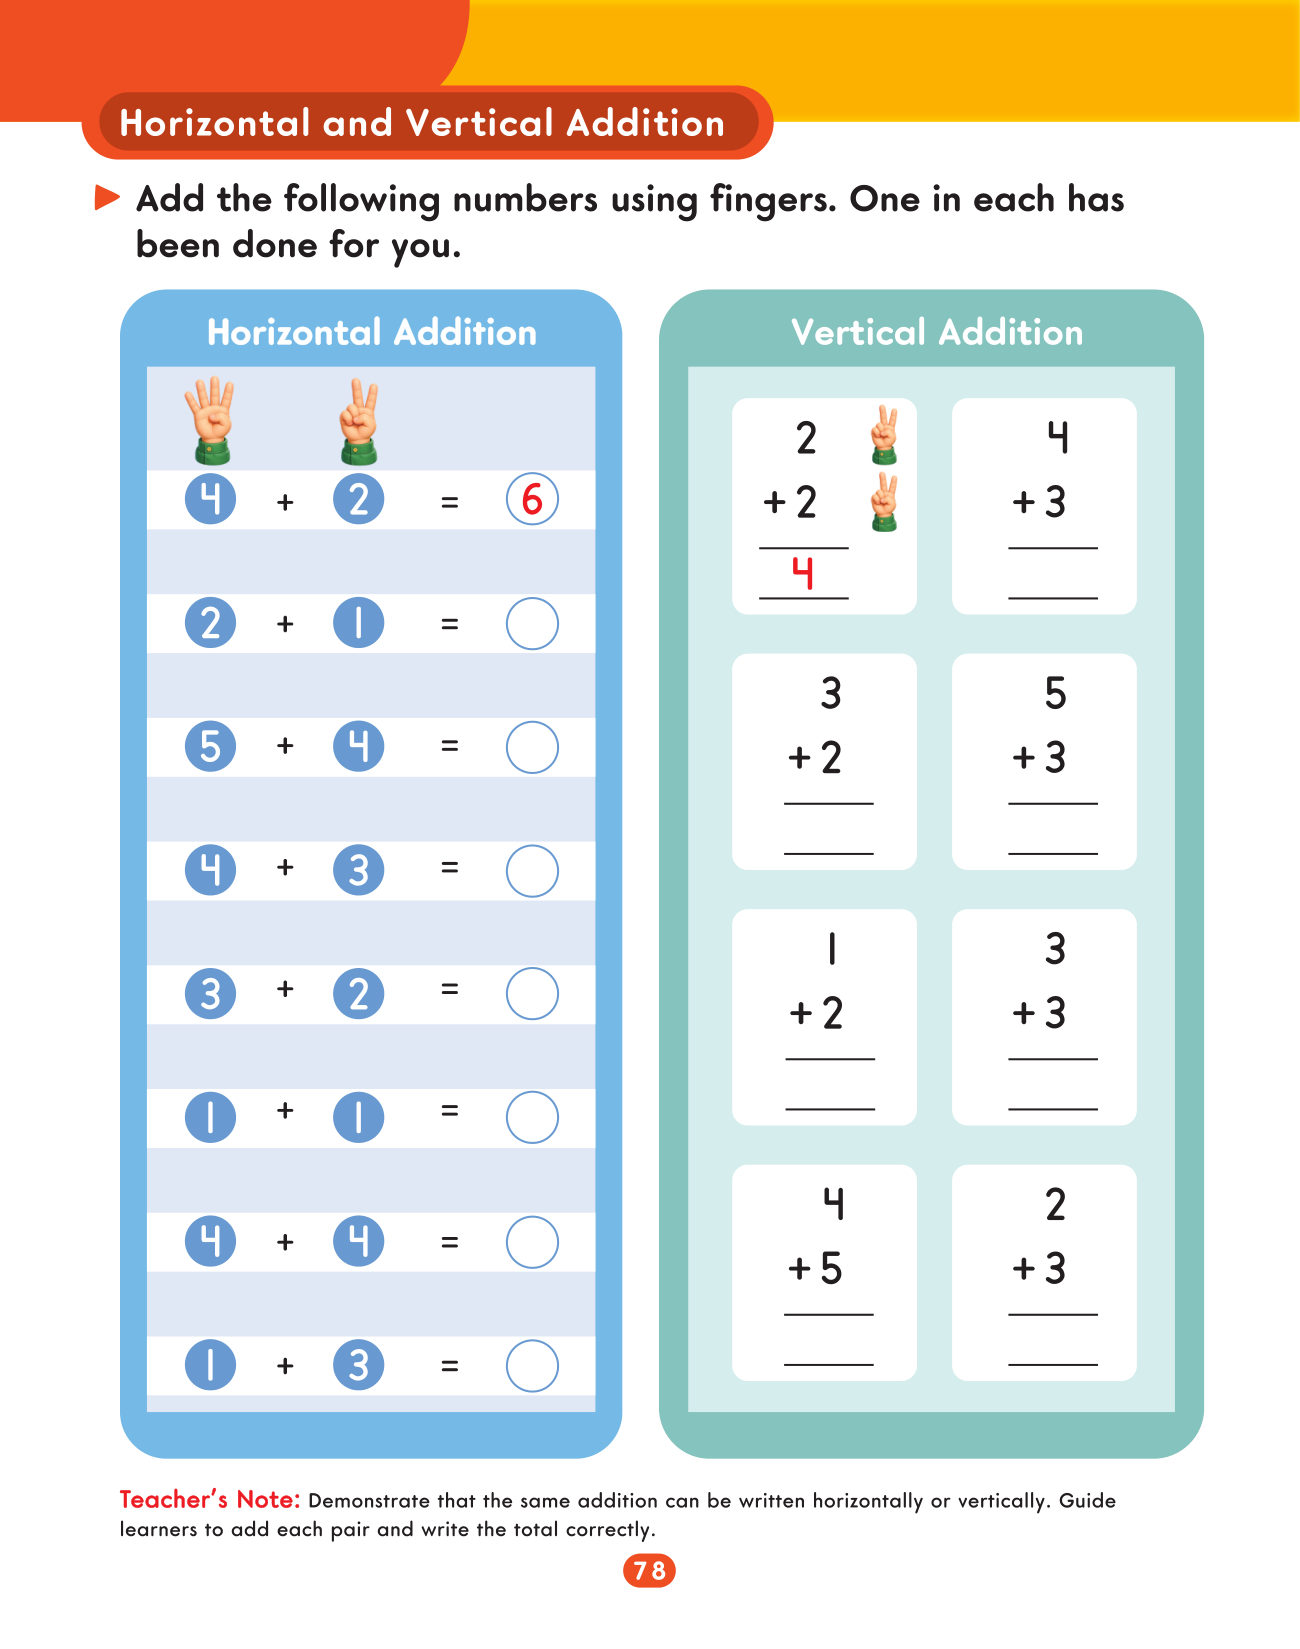 Horizontal and Vertical Addition
Add the following numbers using fingers. One in each has
been done for you.
Horizontal Addition
4 + 2 = 6
2 + 1 =
5 + 4 =
4 + 3 =
3 + 2 =
1 + 1 =
4 + 4 =
1 + 3 =
Vertical Addition
2
+ 2
4
4
+ 3
3
+ 2
5
+ 3
1
+ 2
3
+ 3
4
+ 5
2
+ 3
Teacher's Note: Demonstrate that the same addition can be written horizontally or vertically. Guide
learners to add each pair and write the total correctly.
78